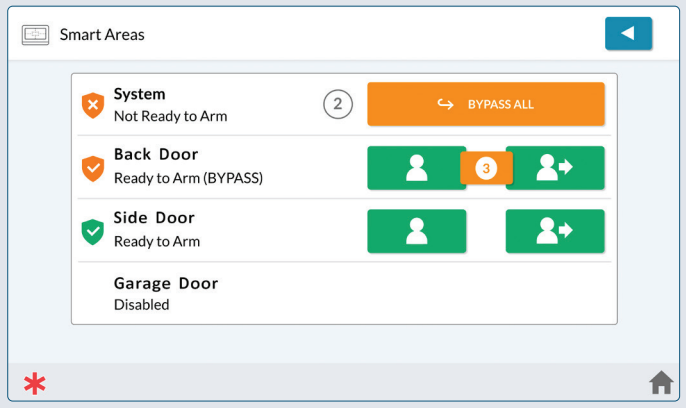 Smart Areas
System
Not Ready to Arm
2
BYPASS ALL
Back Door
Ready to Arm (BYPASS)
3
Side Door
Ready to Arm
Garage Door
Disabled